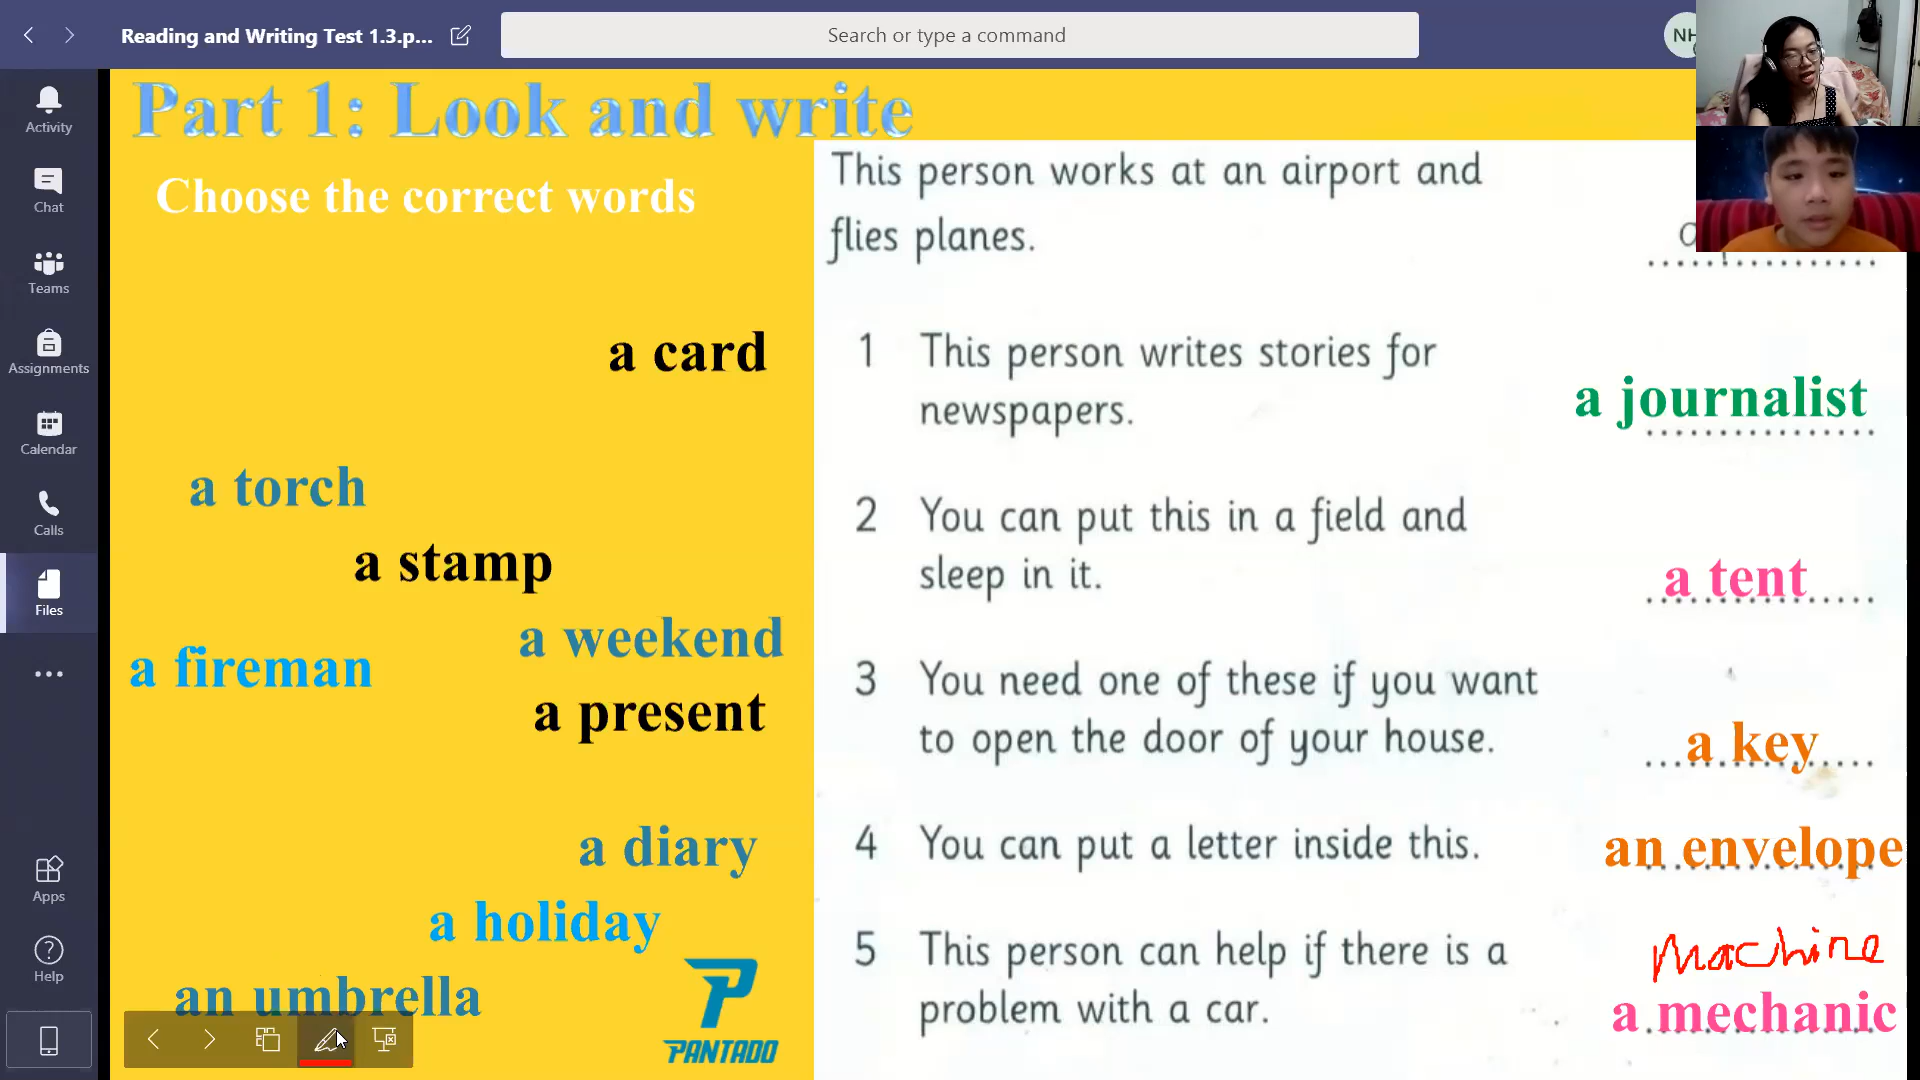 Reading and Writing Test 1.3.p...
Search or type a command
NH
Activity
Chat
Teams
Assignments
Calendar
Calls
Files
Apps
Help
Part 1: Look and write
Choose the correct words
a card
a torch
a stamp
a weekend
a fireman
a present
a diary
a holiday
an umbrella
PANTADO
This person works at an airport and
flies planes.
1 This person writes stories for
newspapers.
a journalist
2 You can put this in a field and
sleep in it.
a tent
3 You need one of these if you want
to open the door of your house.
a key
4 You can put a letter inside this.
an envelope
5 This person can help if there is a
problem with a car.
machine
a mechanic